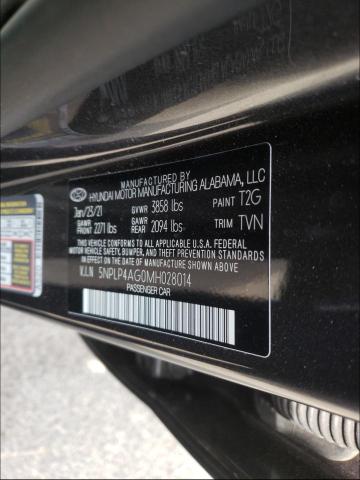 MANUFACTURED BY
HYUNDAI MOTOR MANUFACTURING ALABAMA, LLC
Jan/23/21 GVWR 3858 lbs PAINT T2G
GAWR FRONT 2271 lbs GAWR REAR 2094 lbs TRIM TVN
THIS VEHICLE CONFORMS TO ALL APPLICABLE U.S.A. FEDERAL MOTOR
VEHICLE SAFETY, BUMPER, AND THEFT PREVENTION STANDARDS
IN EFFECT ON THE DATE OF MANUFACTURE SHOWN ABOVE.
V.I.N 5NPLP4AG0MH028014
PASSENGER CAR